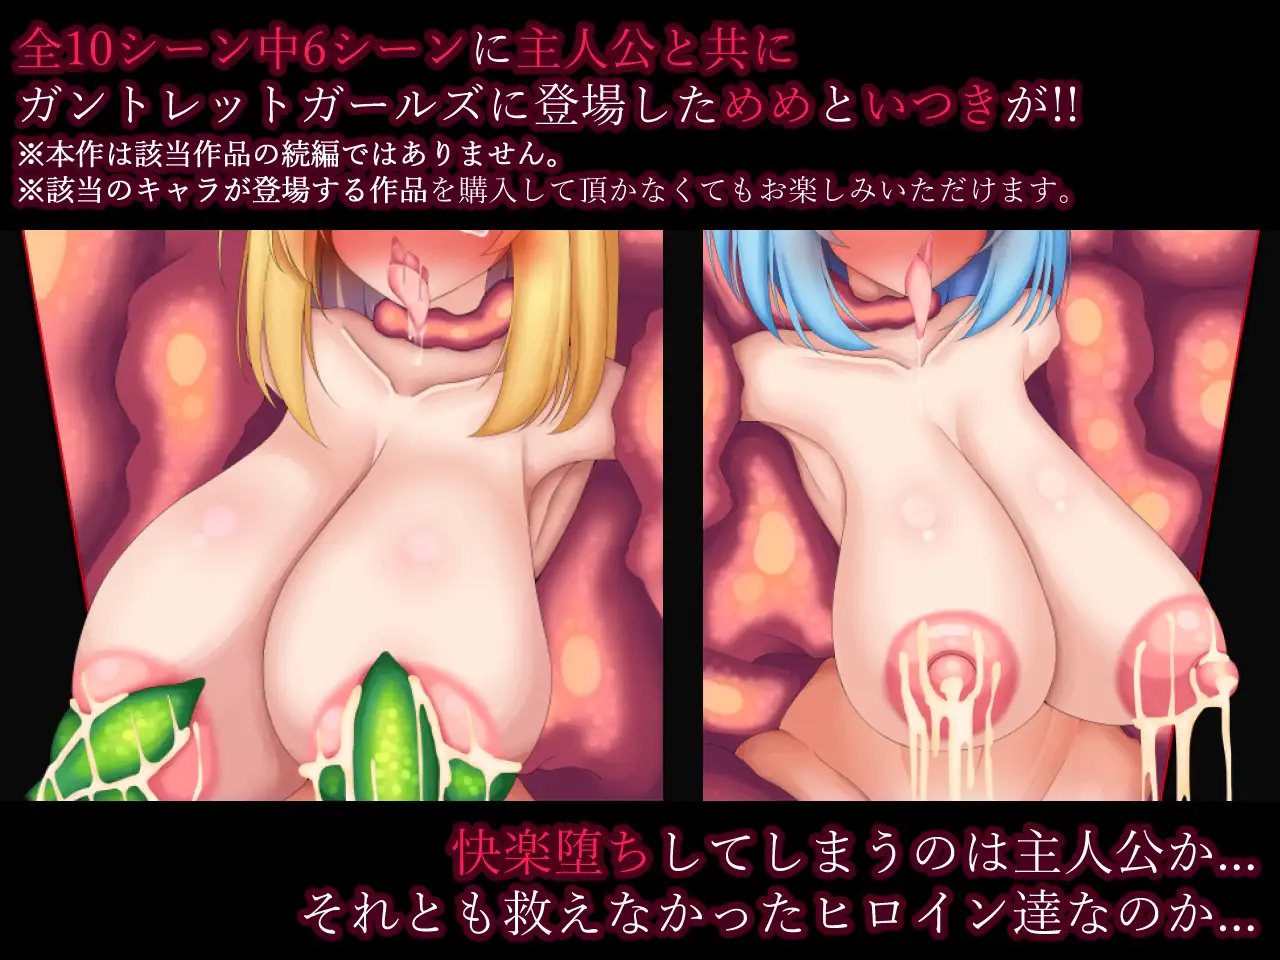 全10シーン中6シーンに主人公と共に
ガントレットガールズに登場しためめといつきが!!
※本作は該当作品の続編ではありません。
※該当のキャラが登場する作品を購入して頂かなくてもお楽しみいただけます。
快楽堕ちしてしまうのは主人公か…
それとも救えなかったヒロイン達なのか…